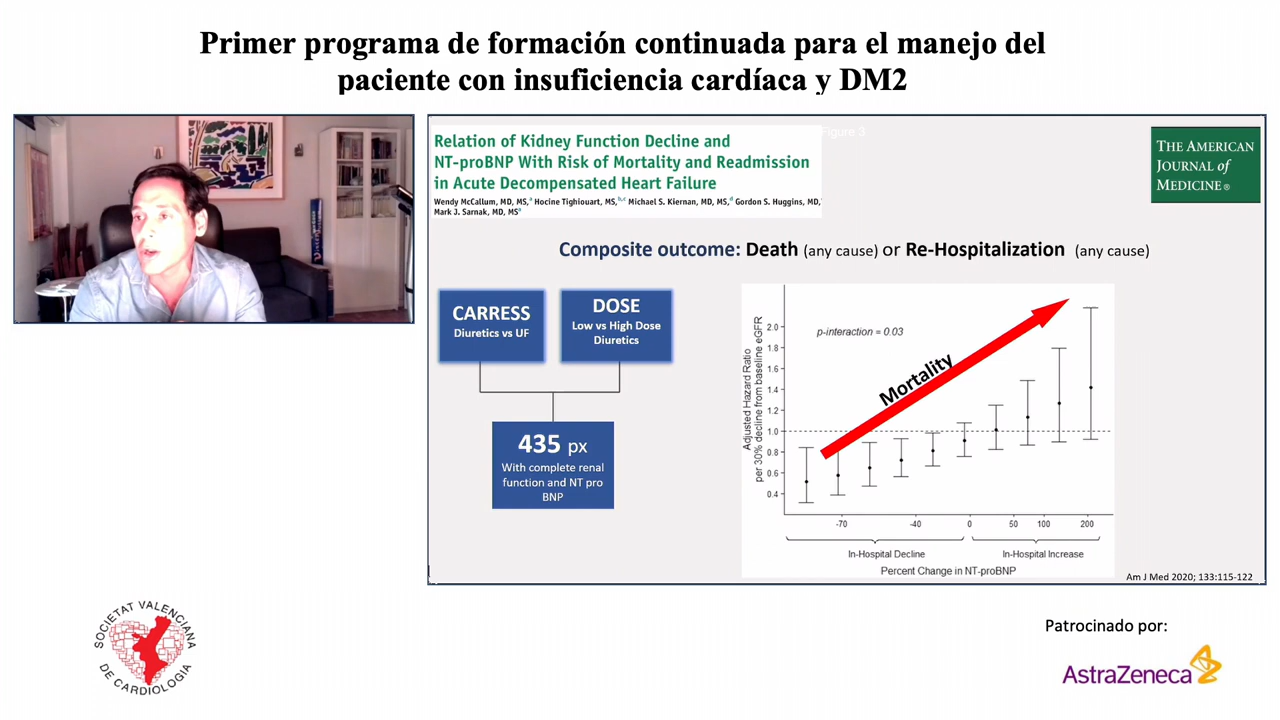 Primer programa de formación continuada para el manejo del
paciente con insuficiencia cardíaca y DM2
Figure 3
Relation of Kidney Function Decline and
NT-proBNP With Risk of Mortality and Readmission
in Acute Decompensated Heart Failure
Wendy McCallum, MD, MS,a Hocine Tighiouart, MS,b,c Michael S. Kiernan, MD, MS,d Gordon S. Huggins, MD,
Mark J. Sarnak, MD, MSa
THE AMERICAN
JOURNAL of
MEDICINE ®
Composite outcome: Death (any cause) or Re-Hospitalization (any cause)
CARRESS
Diuretics vs UF
DOSE
Low vs High Dose
Diuretics
435 px
With complete renal
function and NT pro
BNP
Adjusted Hazard Ratio
per 30% decline from baseline eGFR
2.0
1.8
1.6
1.4
1.2
1.0
0.8
0.6
0.4
p-interaction = 0.03
Mortality
-70 -40 0 50 100 200
In-Hospital Decline In-Hospital Increase
Percent Change in NT-proBNP
Am J Med 2020; 133:115-122
SOCIETAT VALENCIANA
DE CARDIOLOGIA
Patrocinado por:
AstraZeneca